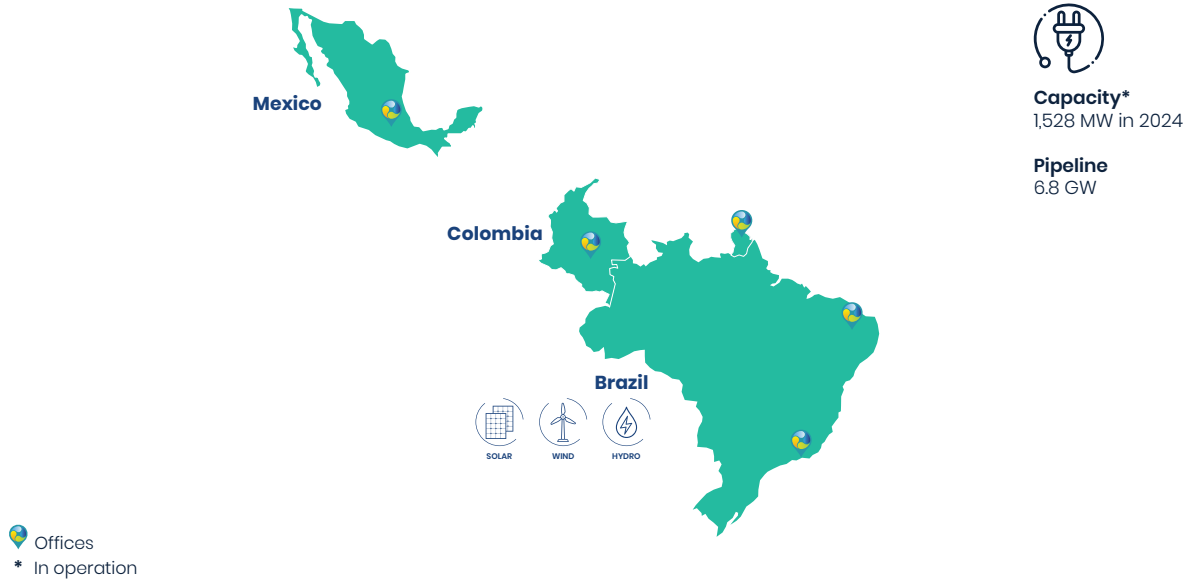 Mexico
Capacity*
1,528 MW in 2024
Pipeline
6.8 GW
Colombia
Brazil
SOLAR
WIND
HYDRO
Offices
* In operation